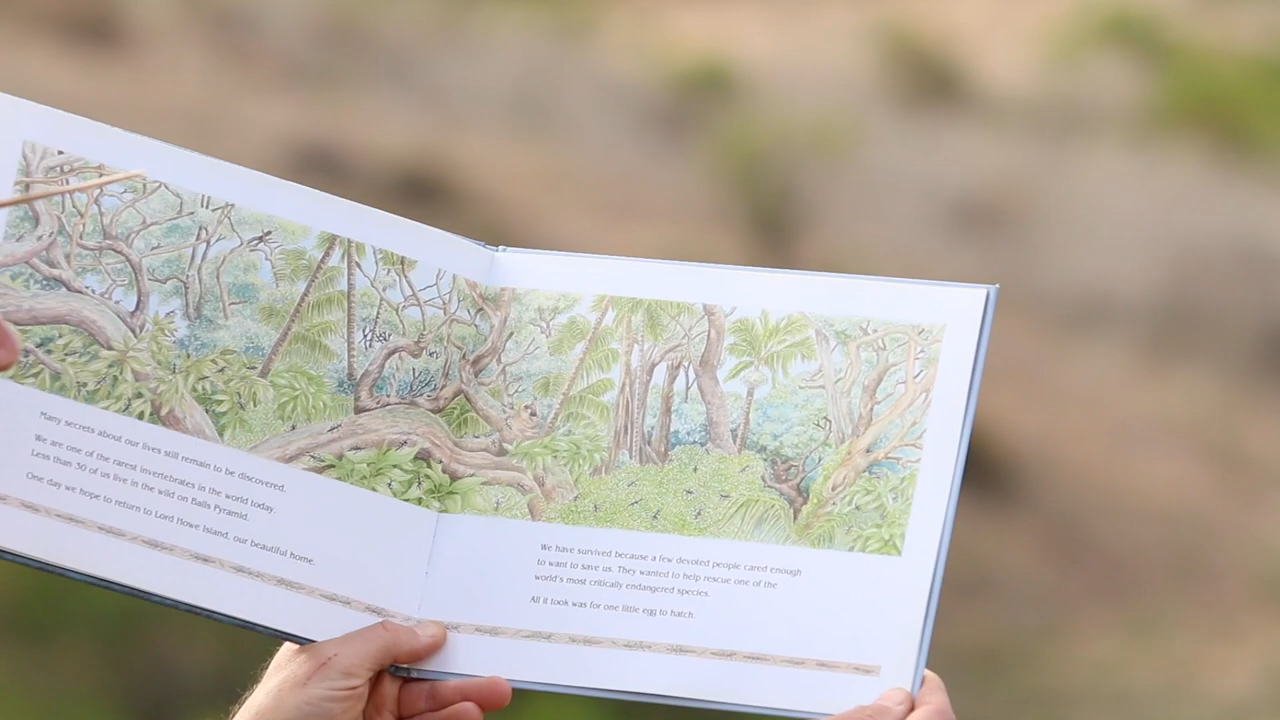 Many secrets about our lives still remain to be discovered.
We are one of the rarest invertebrates in the world today.
Less than 30 of us live in the wild on Balls Pyramid.
One day we hope to return to Lord Howe Island, our beautiful home.
We have survived because a few devoted people cared enough
to want to save us. They wanted to help rescue one of the
world's most critically endangered species.
All it took was for one little egg to hatch.